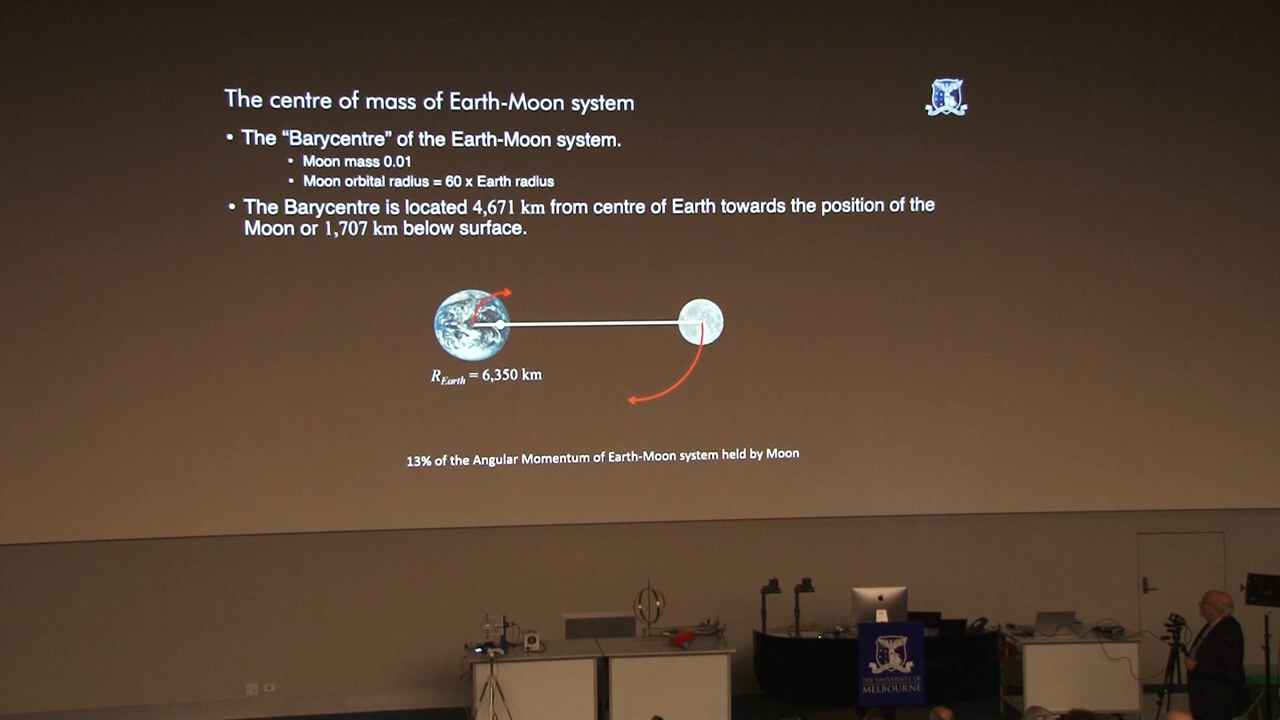 The centre of mass of Earth-Moon system
• The “Barycentre” of the Earth-Moon system.
• Moon mass 0.01
• Moon orbital radius = 60 x Earth radius
• The Barycentre is located 4,671 km from centre of Earth towards the position of the
Moon or 1,707 km below surface.
R_Earth = 6,350 km
13% of the Angular Momentum of Earth-Moon system held by Moon
THE UNIVERSITY OF
MELBOURNE